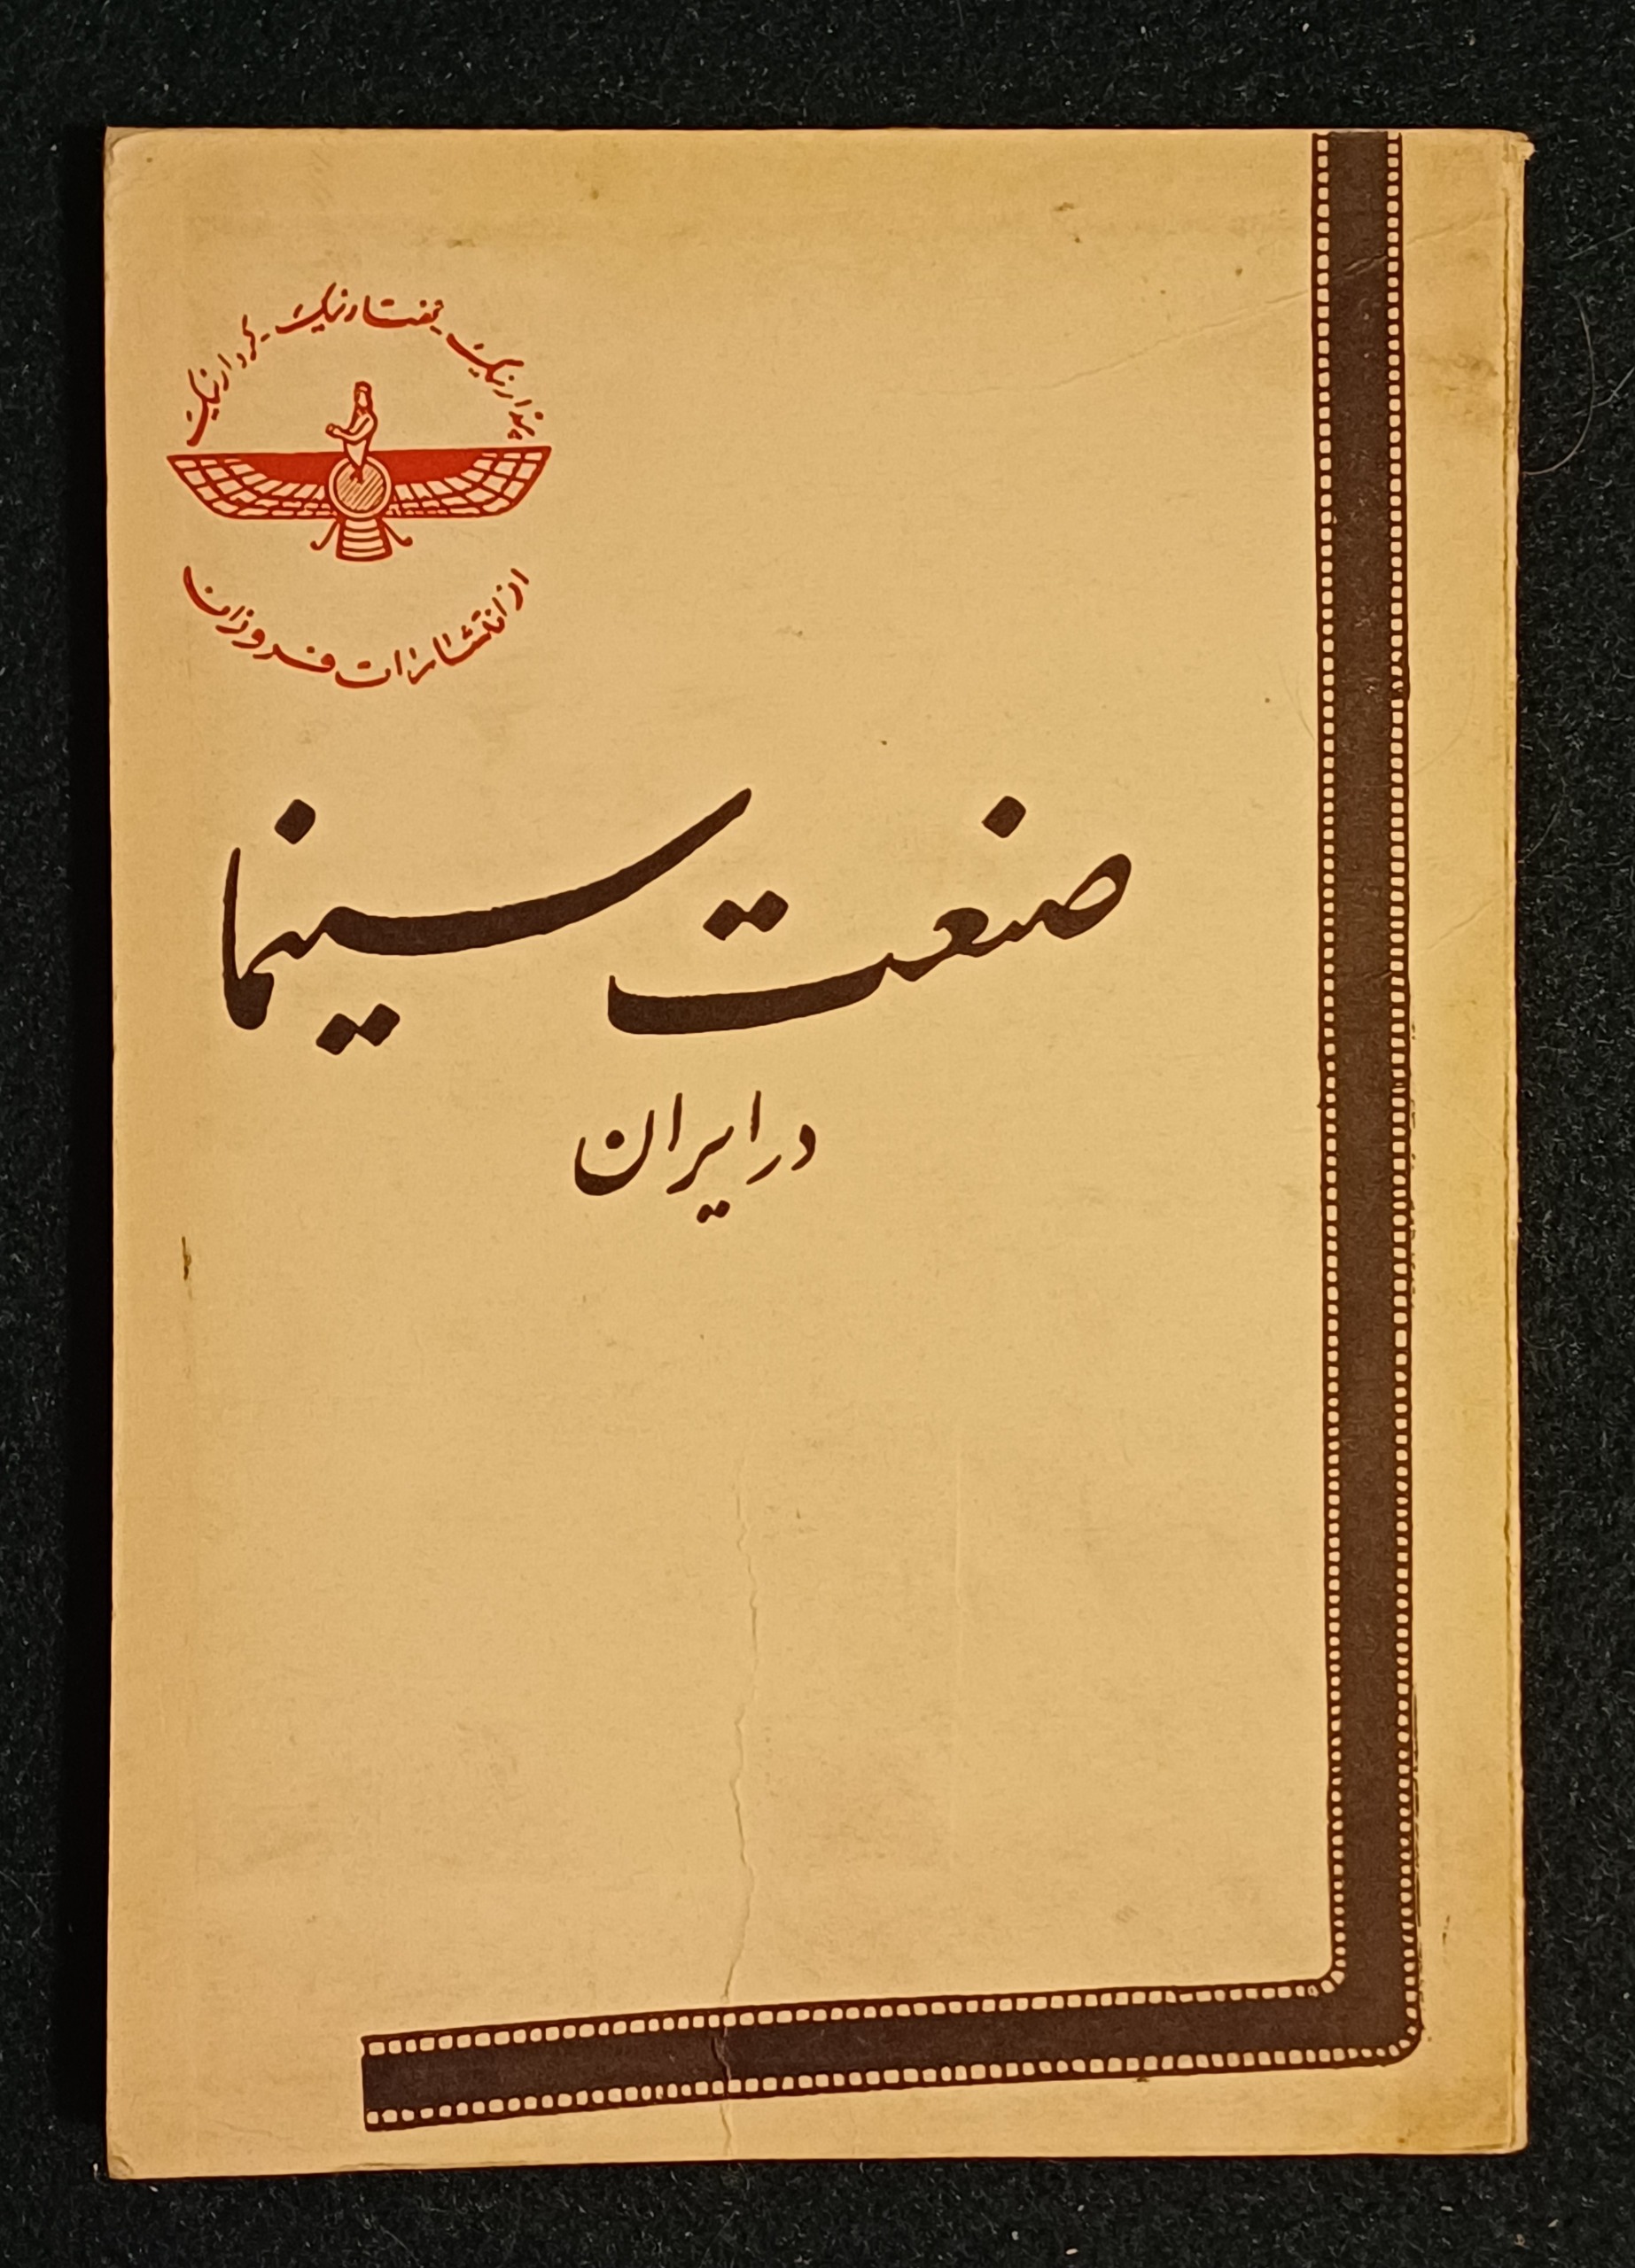 پندار نیک - گفتار نیک - کردار نیک
از انتشارات فروزان
صنعت سینما
در ایران